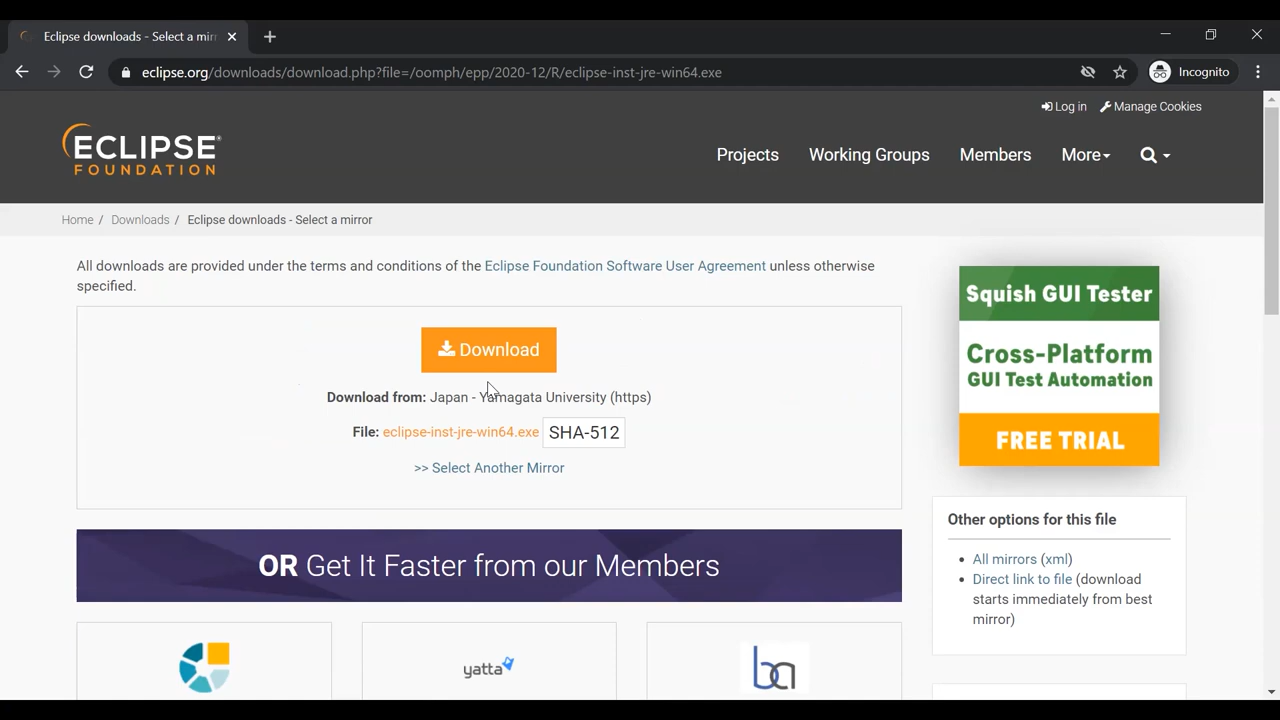 Eclipse downloads - Select a mirr
eclipse.org/downloads/download.php?file=/oomph/epp/2020-12/R/eclipse-inst-jre-win64.exe
Incognito
Log in
Manage Cookies
ECLIPSE
FOUNDATION
Projects
Working Groups
Members
More
Home / Downloads / Eclipse downloads - Select a mirror
All downloads are provided under the terms and conditions of the Eclipse Foundation Software User Agreement unless otherwise
specified.
Download
Download from: Japan - Yamagata University (https)
File: eclipse-inst-jre-win64.exe SHA-512
>> Select Another Mirror
OR Get It Faster from our Members
yatta
ba
Squish GUI Tester
Cross-Platform
GUI Test Automation
FREE TRIAL
Other options for this file
All mirrors (xml)
Direct link to file (download
starts immediately from best
mirror)